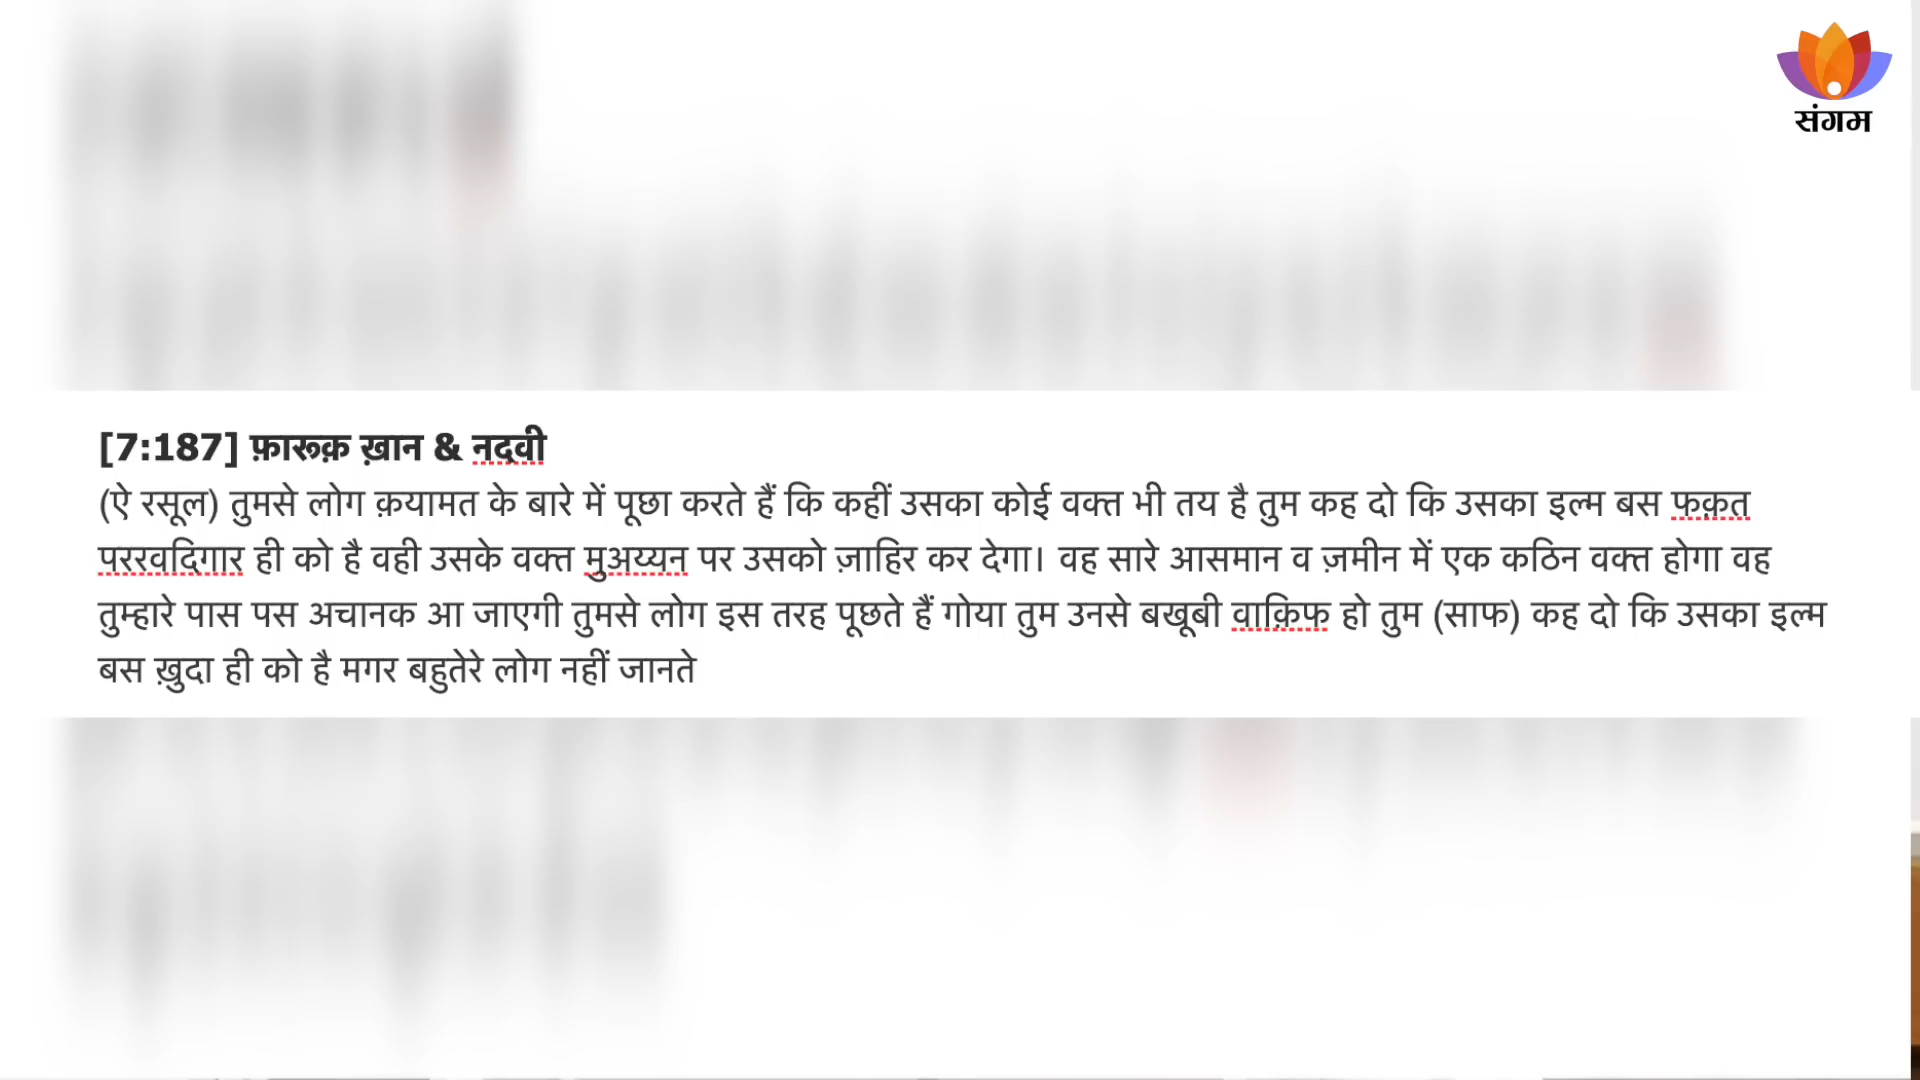 संगम
[7:187] फ़ारूक़ ख़ान & नदवी
(ऐ रसूल) तुमसे लोग क़यामत के बारे में पूछा करते हैं कि कहीं उसका कोई वक्त भी तय है तुम कह दो कि उसका इल्म बस फक़त
पररवदिगार ही को है वही उसके वक्त मुअय्यन पर उसको ज़ाहिर कर देगा। वह सारे आसमान व ज़मीन में एक कठिन वक्त होगा वह
तुम्हारे पास पस अचानक आ जाएगी तुमसे लोग इस तरह पूछते हैं गोया तुम उनसे बखूबी वाक़िफ हो तुम (साफ) कह दो कि उसका इल्म
बस ख़ुदा ही को है मगर बहुतेरे लोग नहीं जानते